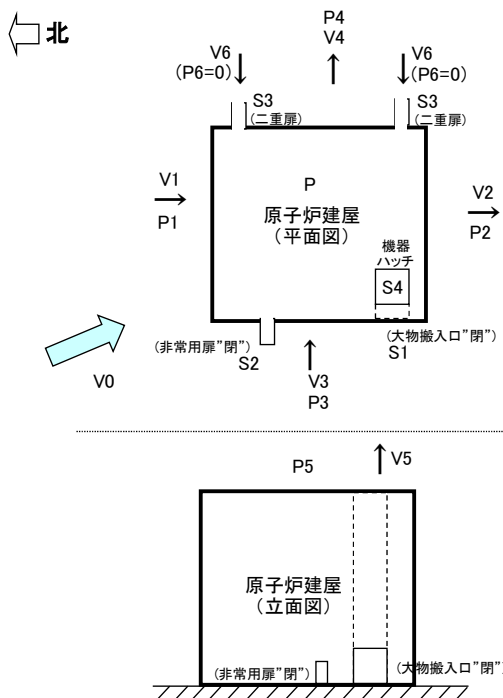 北
P4
V4
V6
(P6=0)
V6
(P6=0)
S3
(二重扉)
S3
(二重扉)
V1
P1
P
原子炉建屋
(平面図)
V2
P2
機器
ハッチ
S4
(非常用扉”閉”)
S2
(大物搬入口”閉”)
S1
V0
V3
P3
P5
V5
原子炉建屋
(立面図)
(非常用扉”閉”)
(大物搬入口”閉”)